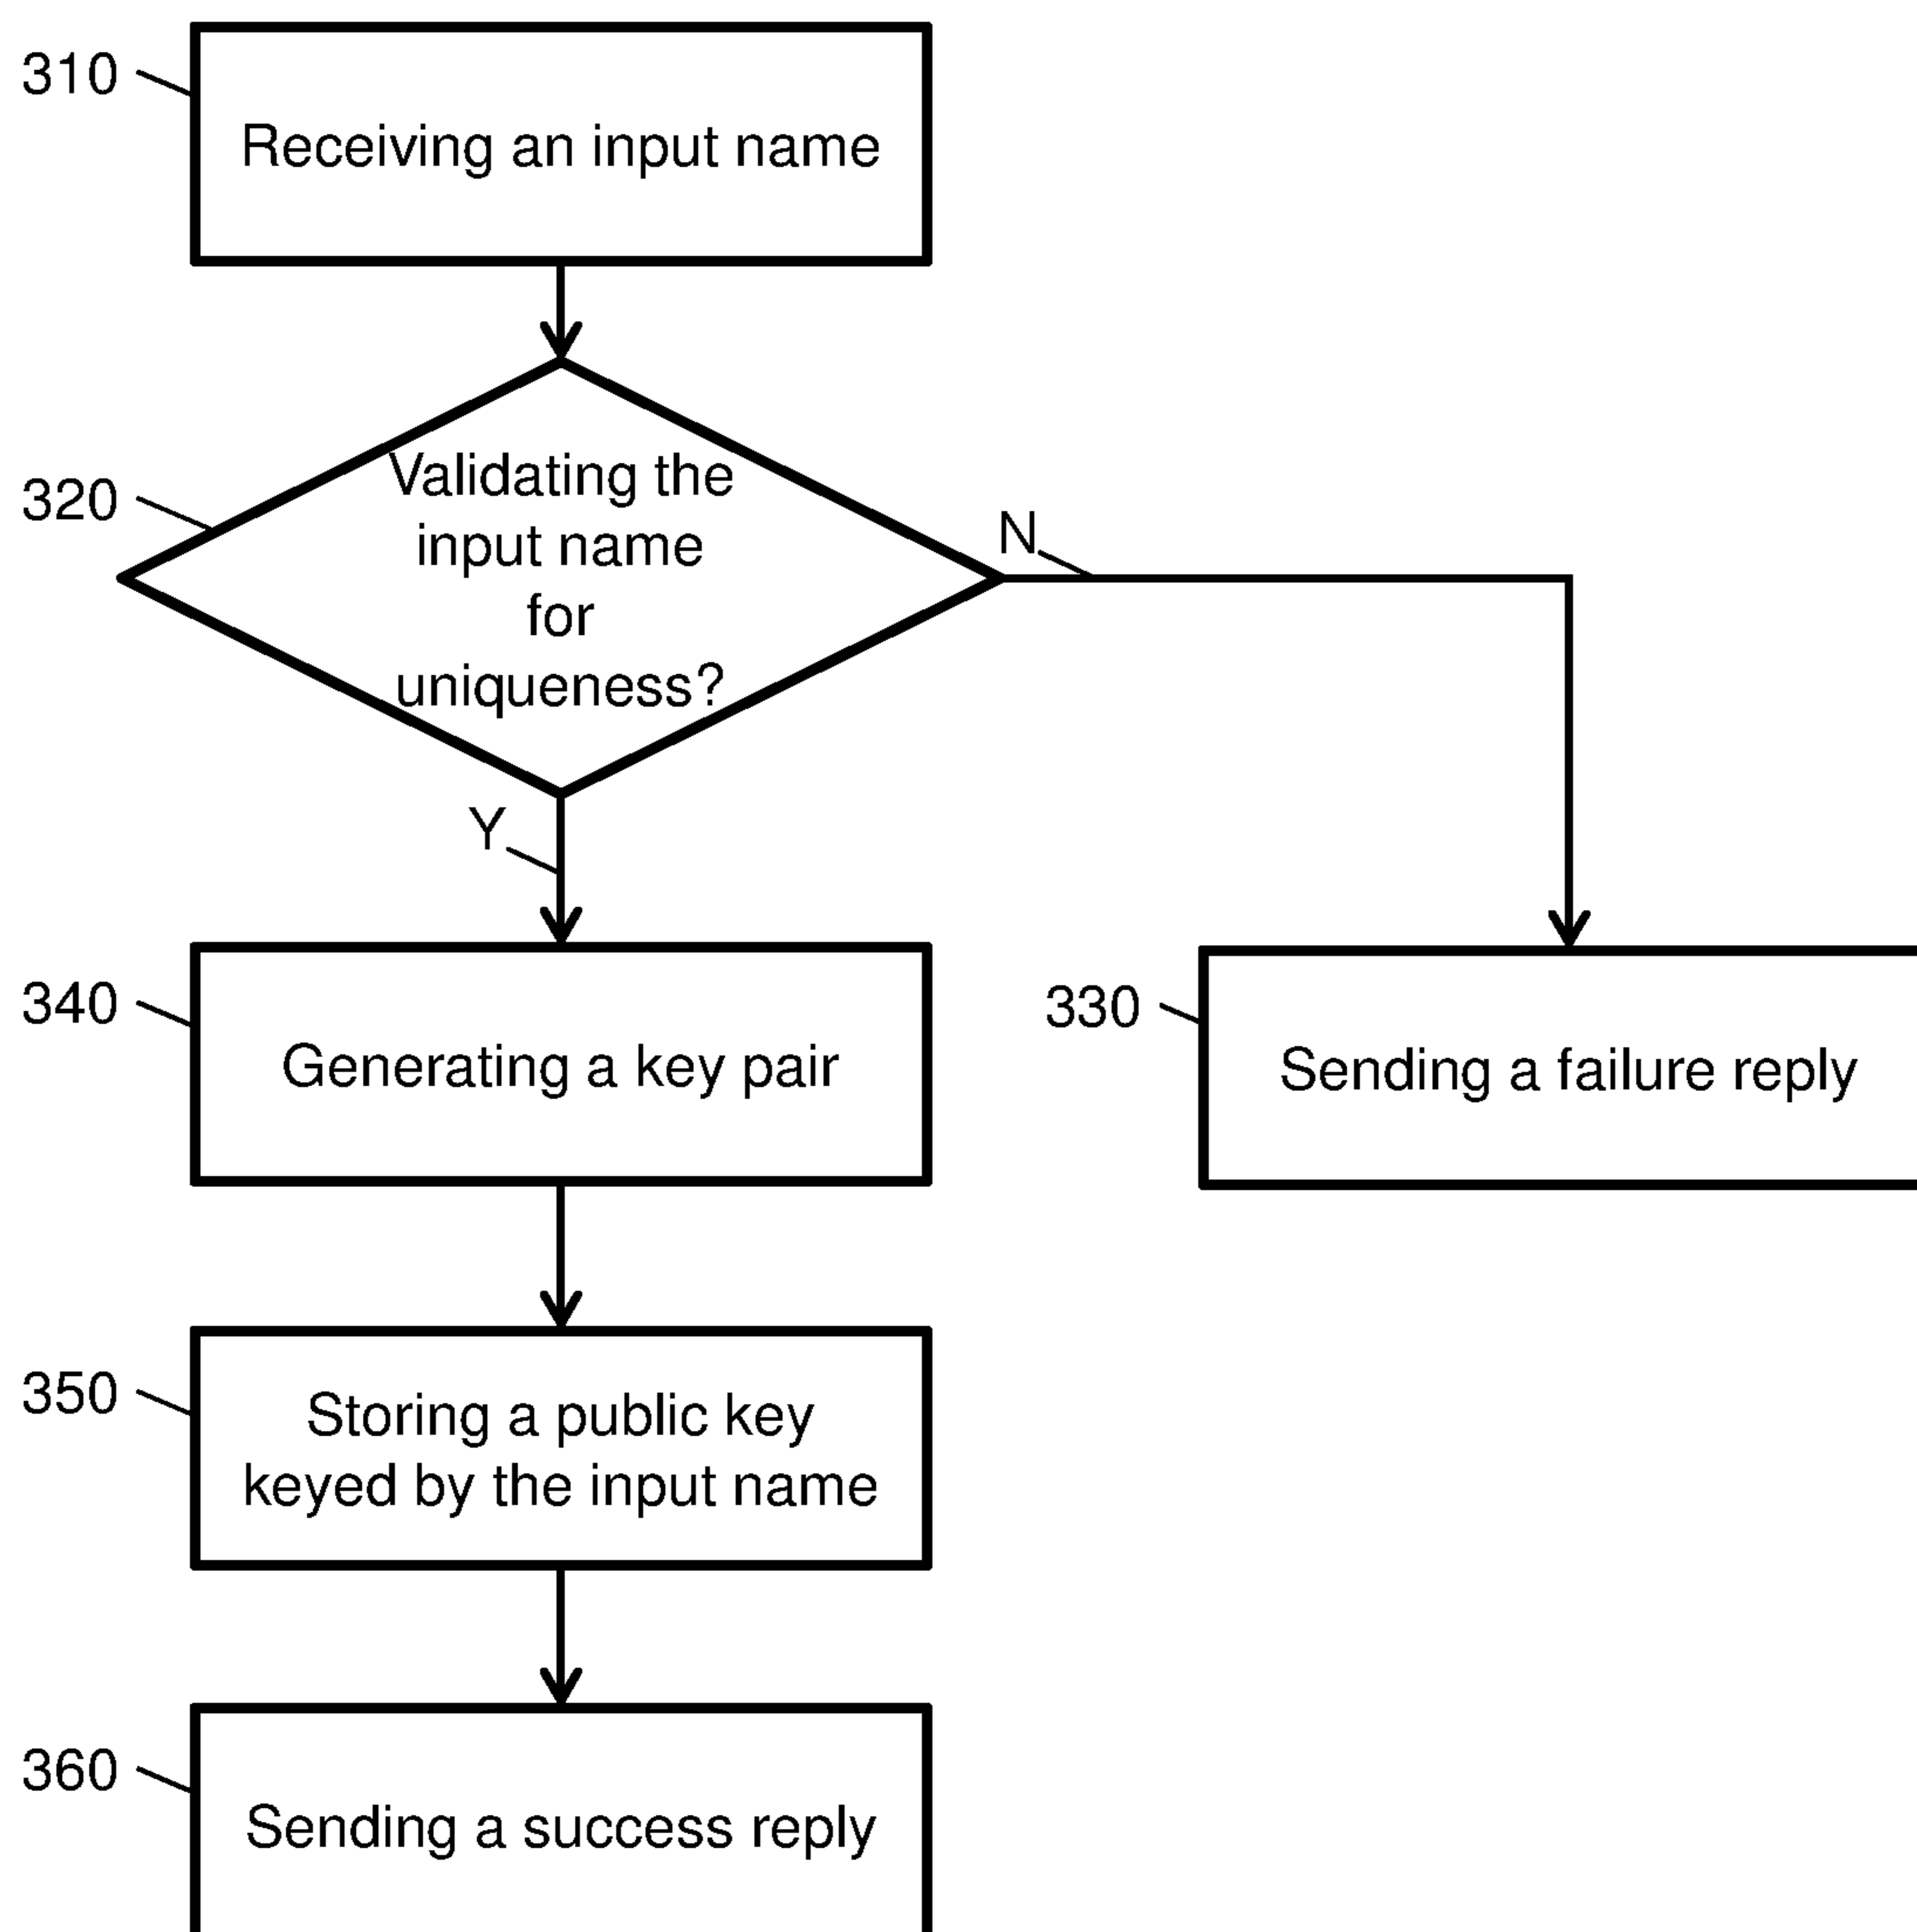 310
Receiving an input name
320
Validating the
input name
for
uniqueness?
N
Y
340
Generating a key pair
330
Sending a failure reply
350
Storing a public key
keyed by the input name
360
Sending a success reply